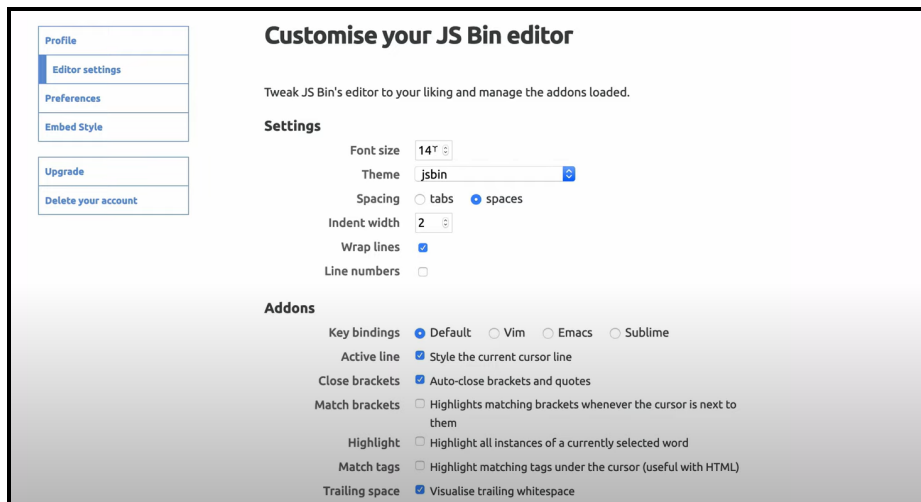 Profile
Editor settings
Preferences
Embed Style
Upgrade
Delete your account
Customise your JS Bin editor
Tweak JS Bin's editor to your liking and manage the addons loaded.
Settings
Font size 14
Theme jsbin
Spacing tabs spaces
Indent width 2
Wrap lines
Line numbers
Addons
Key bindings Default Vim Emacs Sublime
Active line Style the current cursor line
Close brackets Auto-close brackets and quotes
Match brackets Highlights matching brackets whenever the cursor is next to
them
Highlight Highlight all instances of a currently selected word
Match tags Highlight matching tags under the cursor (useful with HTML)
Trailing space Visualise trailing whitespace